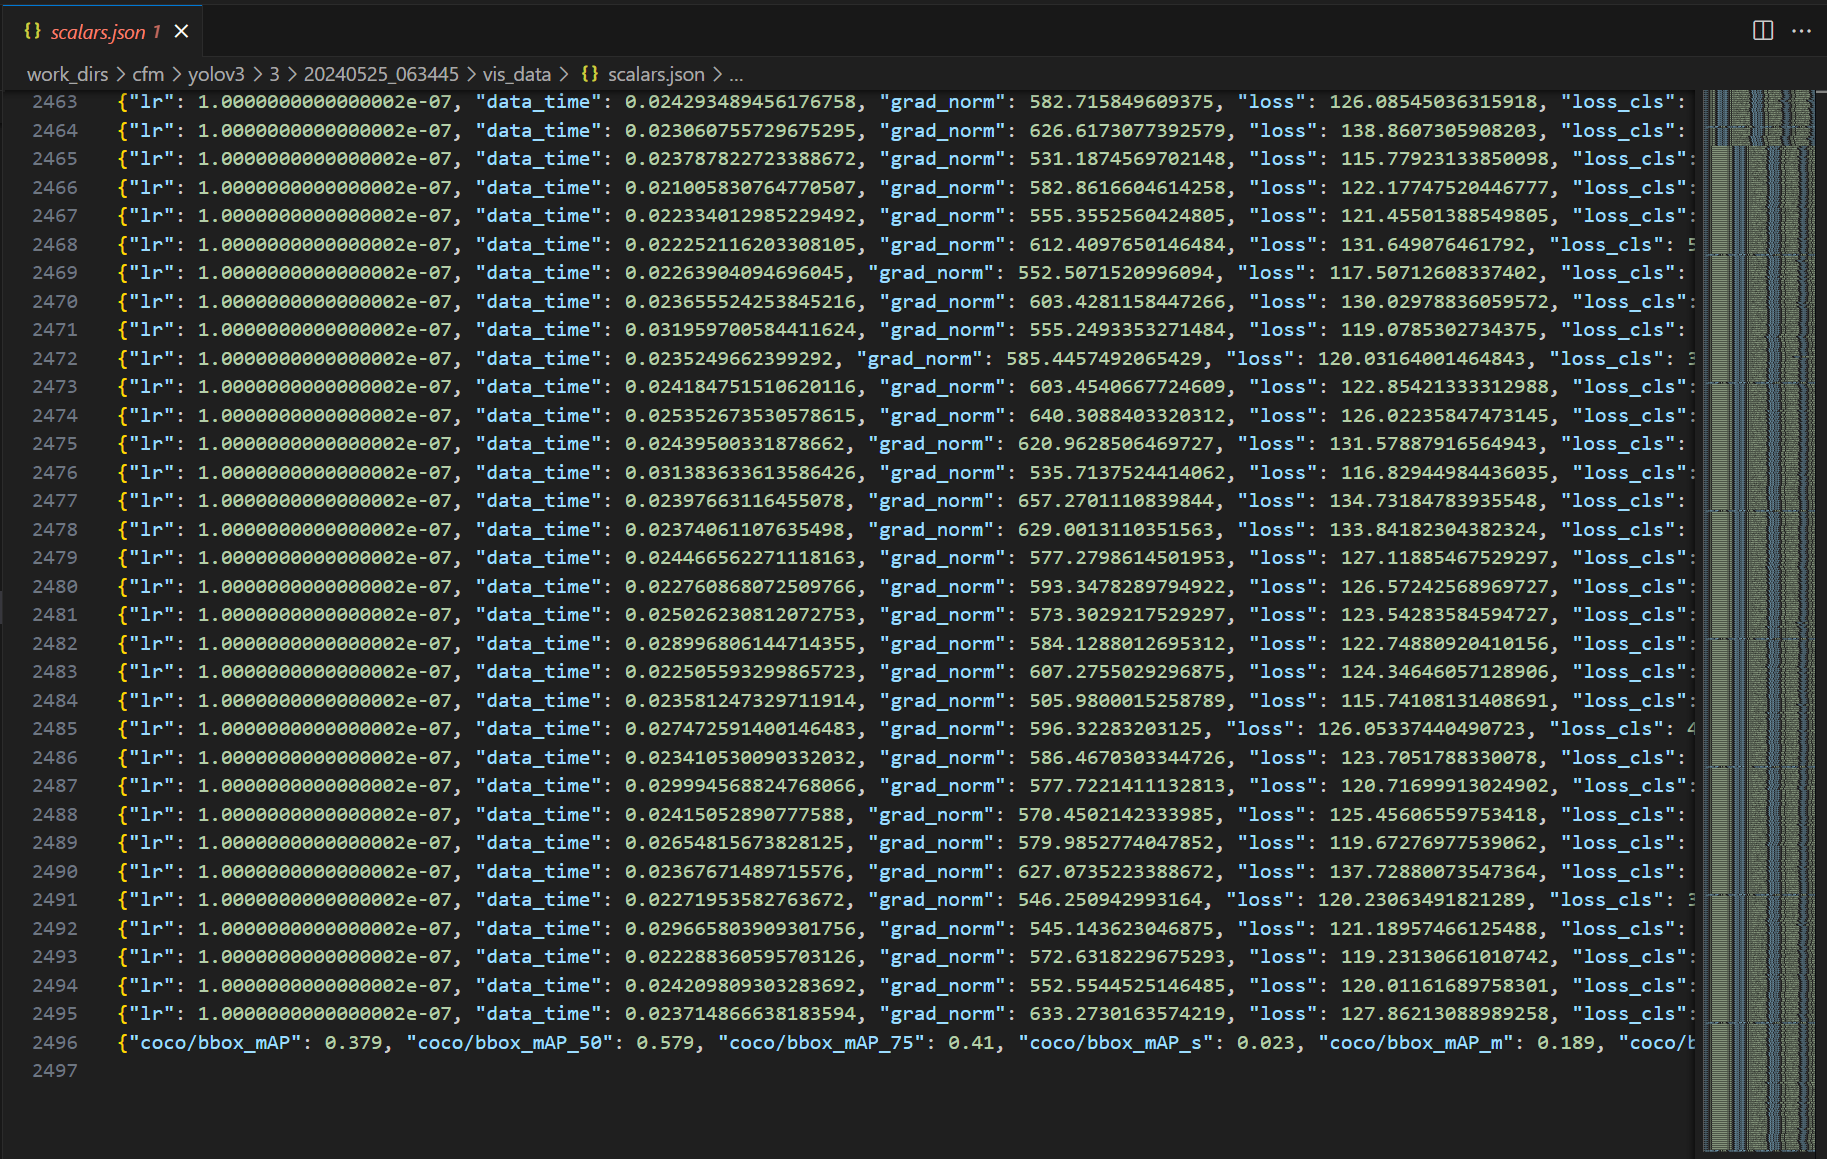 {} scalars.json 1 ×
work_dirs > cfm > yolov3 > 3 > 20240525_063445 > vis_data > {} scalars.json > ...
2463 {"lr": 1.0000000000000002e-07, "data_time": 0.024293489456176758, "grad_norm": 582.715849609375, "loss": 126.08545036315918, "loss_cls":
2464 {"lr": 1.0000000000000002e-07, "data_time": 0.023060755729675295, "grad_norm": 626.6173077392579, "loss": 138.8607305908203, "loss_cls":
2465 {"lr": 1.0000000000000002e-07, "data_time": 0.023787822723388672, "grad_norm": 531.1874569702148, "loss": 115.77923133850098, "loss_cls":
2466 {"lr": 1.0000000000000002e-07, "data_time": 0.021005830764770507, "grad_norm": 582.8616604614258, "loss": 122.17747520446777, "loss_cls":
2467 {"lr": 1.0000000000000002e-07, "data_time": 0.022334012985229492, "grad_norm": 555.3552560424805, "loss": 121.45501388549805, "loss_cls":
2468 {"lr": 1.0000000000000002e-07, "data_time": 0.022252116203308105, "grad_norm": 612.4097650146484, "loss": 131.649076461792, "loss_cls": 5
2469 {"lr": 1.0000000000000002e-07, "data_time": 0.02263904094696045, "grad_norm": 552.5071520996094, "loss": 117.50712608337402, "loss_cls":
2470 {"lr": 1.0000000000000002e-07, "data_time": 0.023655524253845216, "grad_norm": 603.4281158447266, "loss": 130.02978836059572, "loss_cls":
2471 {"lr": 1.0000000000000002e-07, "data_time": 0.031959700584411624, "grad_norm": 555.2493353271484, "loss": 119.0785302734375, "loss_cls":
2472 {"lr": 1.0000000000000002e-07, "data_time": 0.0235249662399292, "grad_norm": 585.4457492065429, "loss": 120.03164001464843, "loss_cls": 3
2473 {"lr": 1.0000000000000002e-07, "data_time": 0.024184751510620116, "grad_norm": 603.4540667724609, "loss": 122.85421333312988, "loss_cls":
2474 {"lr": 1.0000000000000002e-07, "data_time": 0.025352673530578615, "grad_norm": 640.3088403320312, "loss": 126.02235847473145, "loss_cls":
2475 {"lr": 1.0000000000000002e-07, "data_time": 0.02439500331878662, "grad_norm": 620.9628506469727, "loss": 131.57887916564943, "loss_cls":
2476 {"lr": 1.0000000000000002e-07, "data_time": 0.031383633613586426, "grad_norm": 535.7137524414062, "loss": 116.82944984436035, "loss_cls":
2477 {"lr": 1.0000000000000002e-07, "data_time": 0.02397663116455078, "grad_norm": 657.2701110839844, "loss": 134.73184783935548, "loss_cls":
2478 {"lr": 1.0000000000000002e-07, "data_time": 0.02374061107635498, "grad_norm": 629.0013110351563, "loss": 133.84182304382324, "loss_cls":
2479 {"lr": 1.0000000000000002e-07, "data_time": 0.024466562271118163, "grad_norm": 577.2798614501953, "loss": 127.11885467529297, "loss_cls":
2480 {"lr": 1.0000000000000002e-07, "data_time": 0.022760868072509766, "grad_norm": 593.3478289794922, "loss": 126.57242568969727, "loss_cls":
2481 {"lr": 1.0000000000000002e-07, "data_time": 0.025026230812072753, "grad_norm": 573.3029217529297, "loss": 123.54283584594727, "loss_cls":
2482 {"lr": 1.0000000000000002e-07, "data_time": 0.028996806144714355, "grad_norm": 584.1288012695312, "loss": 122.74880920410156, "loss_cls":
2483 {"lr": 1.0000000000000002e-07, "data_time": 0.022505593299865723, "grad_norm": 607.2755029296875, "loss": 124.34646057128906, "loss_cls":
2484 {"lr": 1.0000000000000002e-07, "data_time": 0.023581247329711914, "grad_norm": 505.9800015258789, "loss": 115.74108131408691, "loss_cls":
2485 {"lr": 1.0000000000000002e-07, "data_time": 0.027472591400146483, "grad_norm": 596.32283203125, "loss": 126.05337440490723, "loss_cls": 4
2486 {"lr": 1.0000000000000002e-07, "data_time": 0.023410530090332032, "grad_norm": 586.4670303344726, "loss": 123.7051788330078, "loss_cls":
2487 {"lr": 1.0000000000000002e-07, "data_time": 0.029994568824768066, "grad_norm": 577.7221411132813, "loss": 120.71699913024902, "loss_cls":
2488 {"lr": 1.0000000000000002e-07, "data_time": 0.02415052890777588, "grad_norm": 570.4502142333985, "loss": 125.45606559753418, "loss_cls":
2489 {"lr": 1.0000000000000002e-07, "data_time": 0.02654815673828125, "grad_norm": 579.9852774047852, "loss": 119.67276977539062, "loss_cls":
2490 {"lr": 1.0000000000000002e-07, "data_time": 0.02367671489715576, "grad_norm": 627.0735223388672, "loss": 137.72880073547364, "loss_cls":
2491 {"lr": 1.0000000000000002e-07, "data_time": 0.02271953582763672, "grad_norm": 546.250942993164, "loss": 120.23063491821289, "loss_cls": 3
2492 {"lr": 1.0000000000000002e-07, "data_time": 0.029665803909301756, "grad_norm": 545.143623046875, "loss": 121.18957466125488, "loss_cls":
2493 {"lr": 1.0000000000000002e-07, "data_time": 0.022288360595703126, "grad_norm": 572.6318229675293, "loss": 119.23130661010742, "loss_cls":
2494 {"lr": 1.0000000000000002e-07, "data_time": 0.024209809303283692, "grad_norm": 552.5544525146485, "loss": 120.01161689758301, "loss_cls":
2495 {"lr": 1.0000000000000002e-07, "data_time": 0.023714866638183594, "grad_norm": 633.2730163574219, "loss": 127.86213088989258, "loss_cls":
2496 {"coco/bbox_mAP": 0.379, "coco/bbox_mAP_50": 0.579, "coco/bbox_mAP_75": 0.41, "coco/bbox_mAP_s": 0.023, "coco/bbox_mAP_m": 0.189, "coco/b
2497